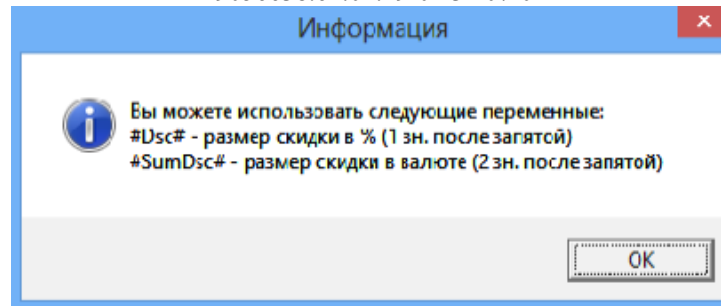 Информация
Вы можете использовать следующие переменные:
#Dsc# - размер скидки в % (1 зн. после запятой)
#SumDsc# - размер скидки в валюте (2 зн. после запятой)
OK